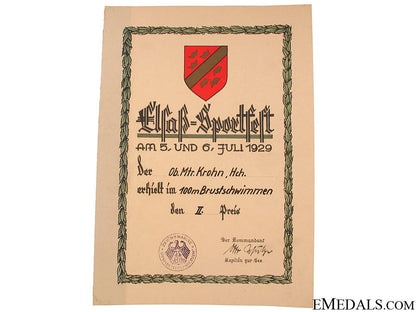 Elsaß-Sportfest
AM 5. UND 6. JULI 1929
Der Ob. Mtr. Krohn, Hch.
erhielt im 100m Brustschwimmen
den II. Preis
Der Kommandant
Kapitän zur See
EMEDALS.COM